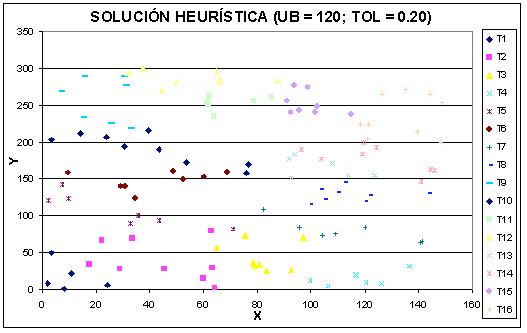 SOLUCIÓN HEURÍSTICA (UB = 120; TOL = 0.20)
350
300
250
200
150
100
50
0
Y
0 20 40 60 80 100 120 140 160
X
T1
T2
T3
T4
T5
T6
T7
T8
T9
T10
T11
T12
T13
T14
T15
T16